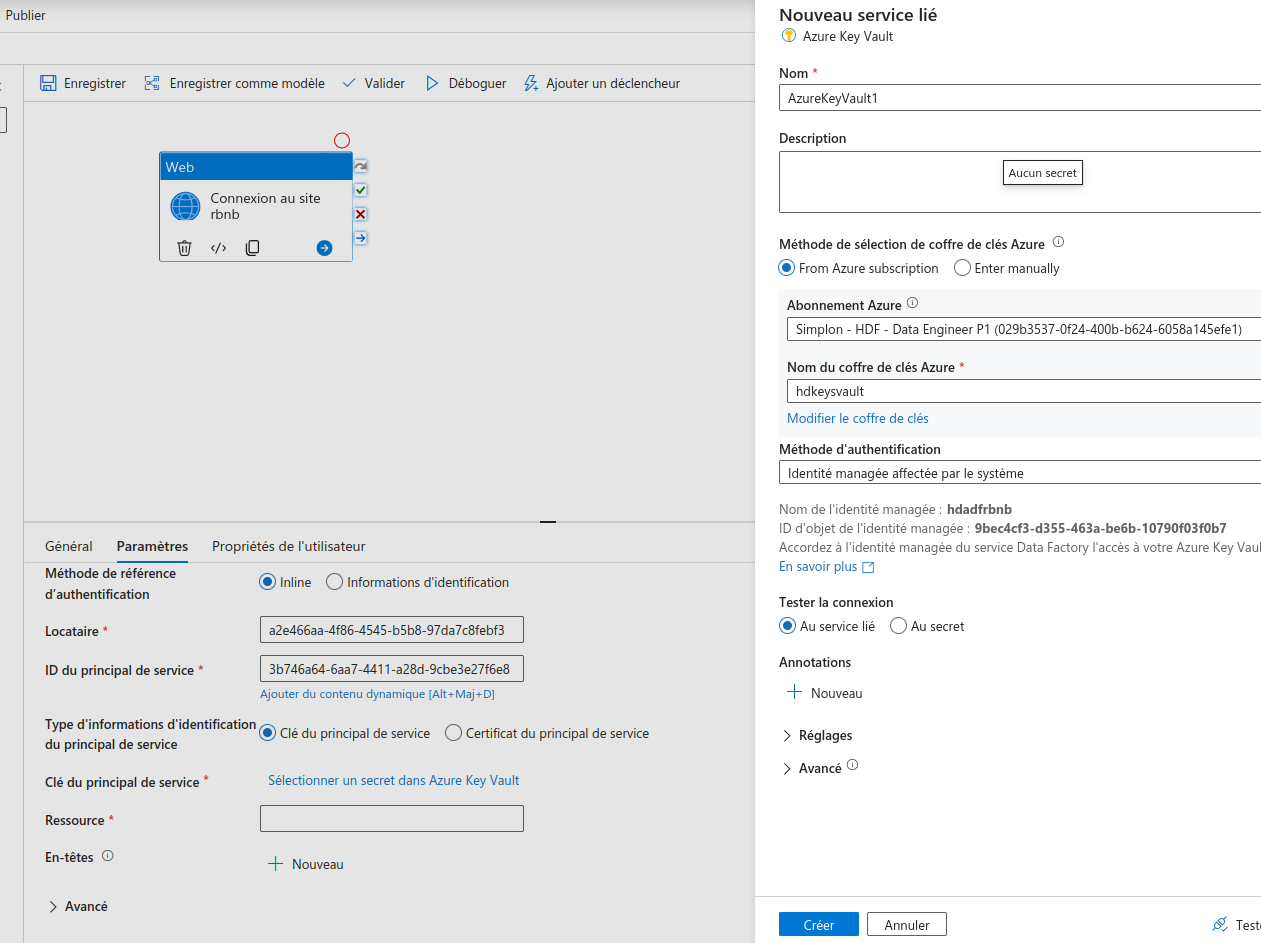 Publier
Enregistrer
Enregistrer comme modèle
Valider
Déboguer
Ajouter un déclencheur
Web
Connexion au site
rbnb
Général
Paramètres
Propriétés de l'utilisateur
Méthode de référence
d’authentification
Inline
Informations d'identification
Locataire *
a2e466aa-4f86-4545-b5b8-97da7c8febf3
ID du principal de service *
3b746a64-6aa7-4411-a28d-9cbe3e27f6e8
Ajouter du contenu dynamique [Alt+Maj+D]
Type d'informations d'identification
du principal de service
Clé du principal de service
Certificat du principal de service
Clé du principal de service *
Sélectionner un secret dans Azure Key Vault
Ressource *
En-têtes
Nouveau
Avancé
Nouveau service lié
Azure Key Vault
Nom *
AzureKeyVault1
Description
Aucun secret
Méthode de sélection de coffre de clés Azure
From Azure subscription
Enter manually
Abonnement Azure
Simplon - HDF - Data Engineer P1 (029b3537-0f24-400b-b624-6058a145efe1)
Nom du coffre de clés Azure *
hdkeysvault
Modifier le coffre de clés
Méthode d'authentification
Identité managée affectée par le système
Nom de l'identité managée : hdadfrbnb
ID d'objet de l'identité managée : 9bec4cf3-d355-463a-be6b-10790f03f0b7
Accordez à l'identité managée du service Data Factory l'accès à votre Azure Key Vaul
En savoir plus
Tester la connexion
Au service lié
Au secret
Annotations
Nouveau
Réglages
Avancé
Créer
Annuler
Teste